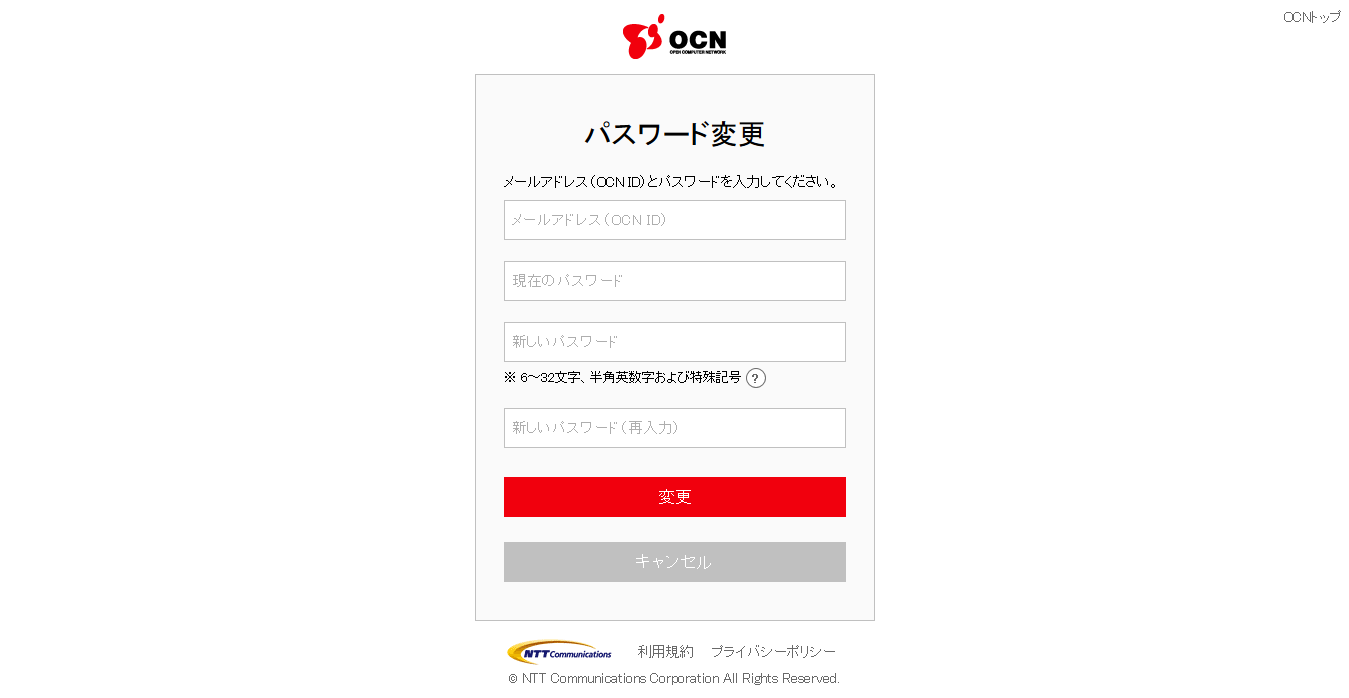 OCNトップ
OCN
OPEN COMPUTER NETWORK
パスワード変更
メールアドレス（OCN ID）とパスワードを入力してください。
メールアドレス（OCN ID）
現在のパスワード
新しいパスワード
※ 6～32文字、半角英数字および特殊記号 ?
新しいパスワード（再入力）
変更
キャンセル
NTT Communications 利用規約 プライバシーポリシー
© NTT Communications Corporation All Rights Reserved.